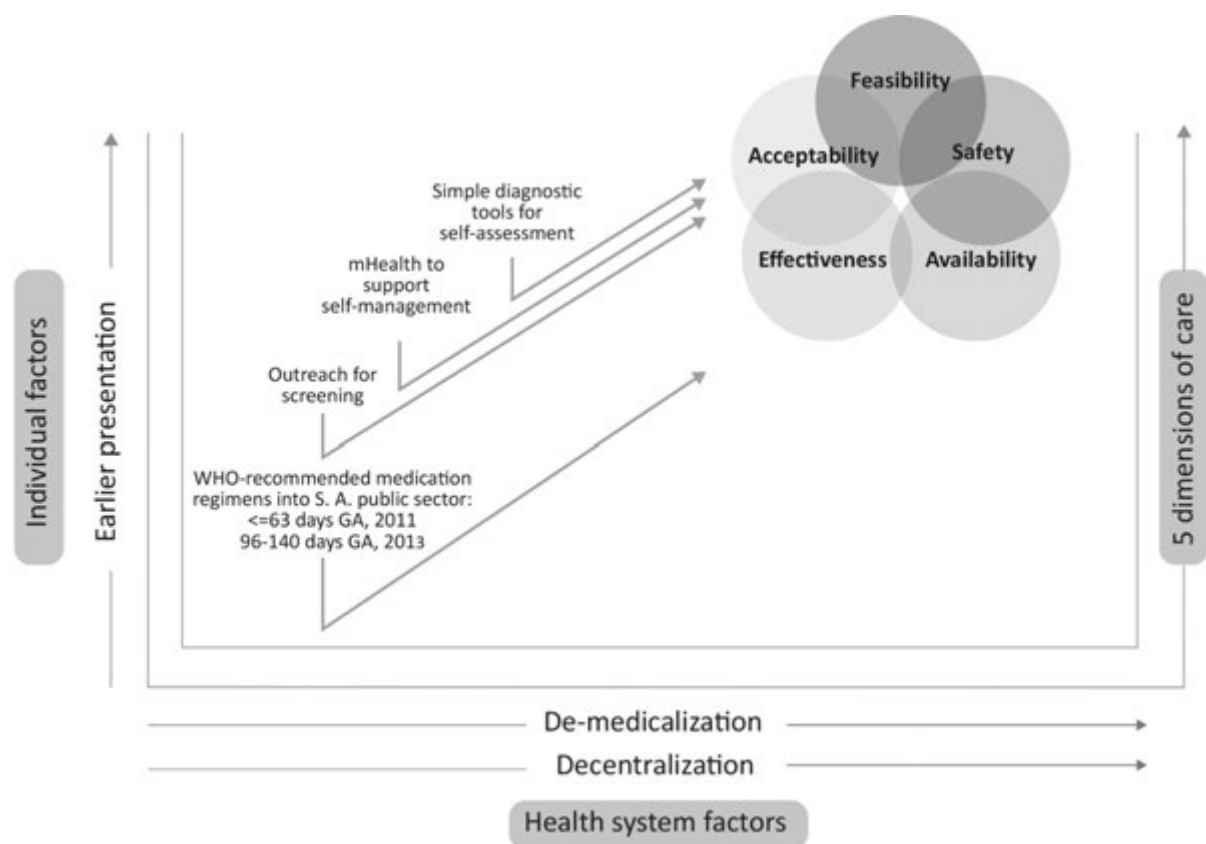 Feasibility
Acceptability
Safety
Effectiveness
Availability
Simple diagnostic
tools for
self-assessment
mHealth to
support
self-management
Outreach for
screening
WHO-recommended medication
regimens into S. A. public sector:
<=63 days GA, 2011
96-140 days GA, 2013
Individual factors
Earlier presentation
5 dimensions of care
De-medicalization
Decentralization
Health system factors